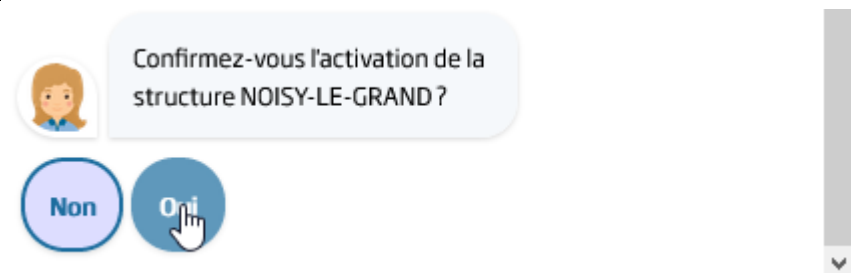 Confirmez-vous l'activation de la
structure NOISY-LE-GRAND ?
Non
Oui